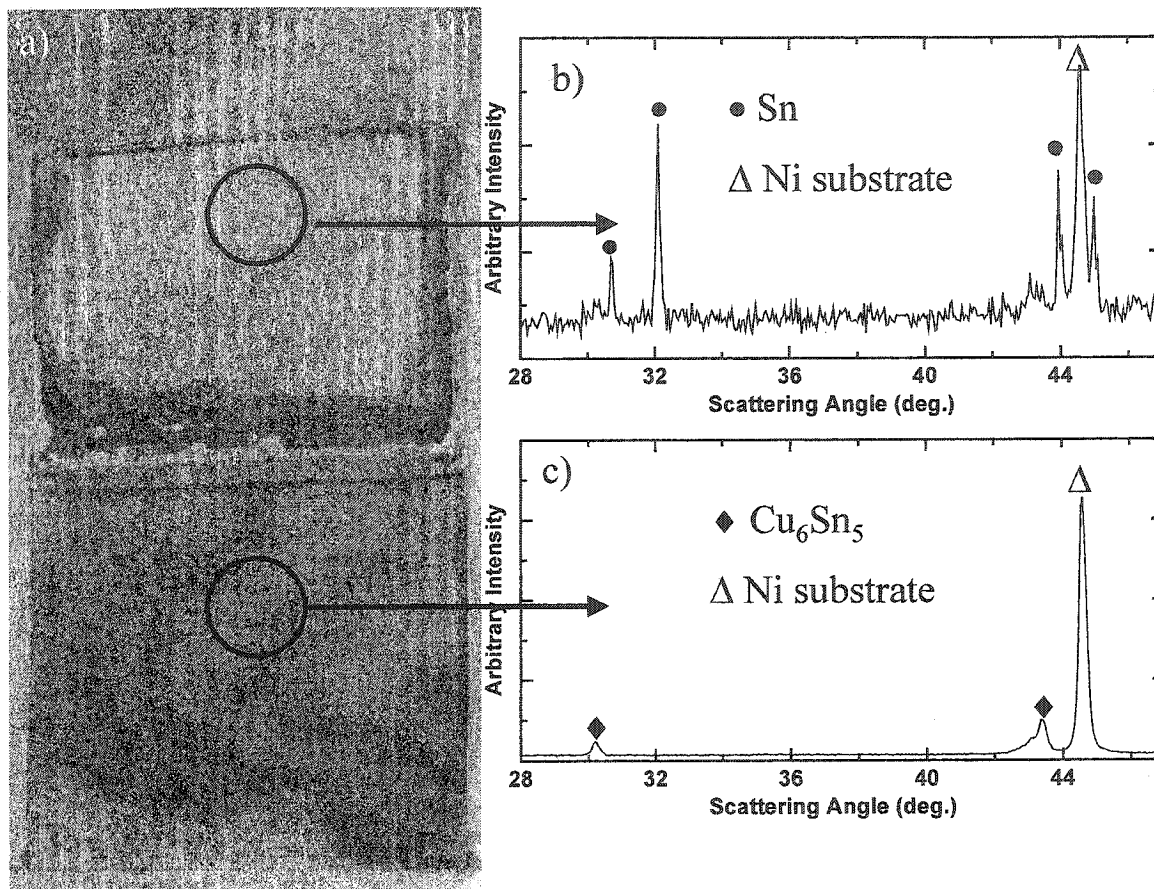 a)
b)
● Sn
Δ Ni substrate
Δ
Arbitrary Intensity
28 32 36 40 44
Scattering Angle (deg.)
c)
◆ Cu₆Sn₅
Δ Ni substrate
Δ
Arbitrary Intensity
28 32 36 40 44
Scattering Angle (deg.)